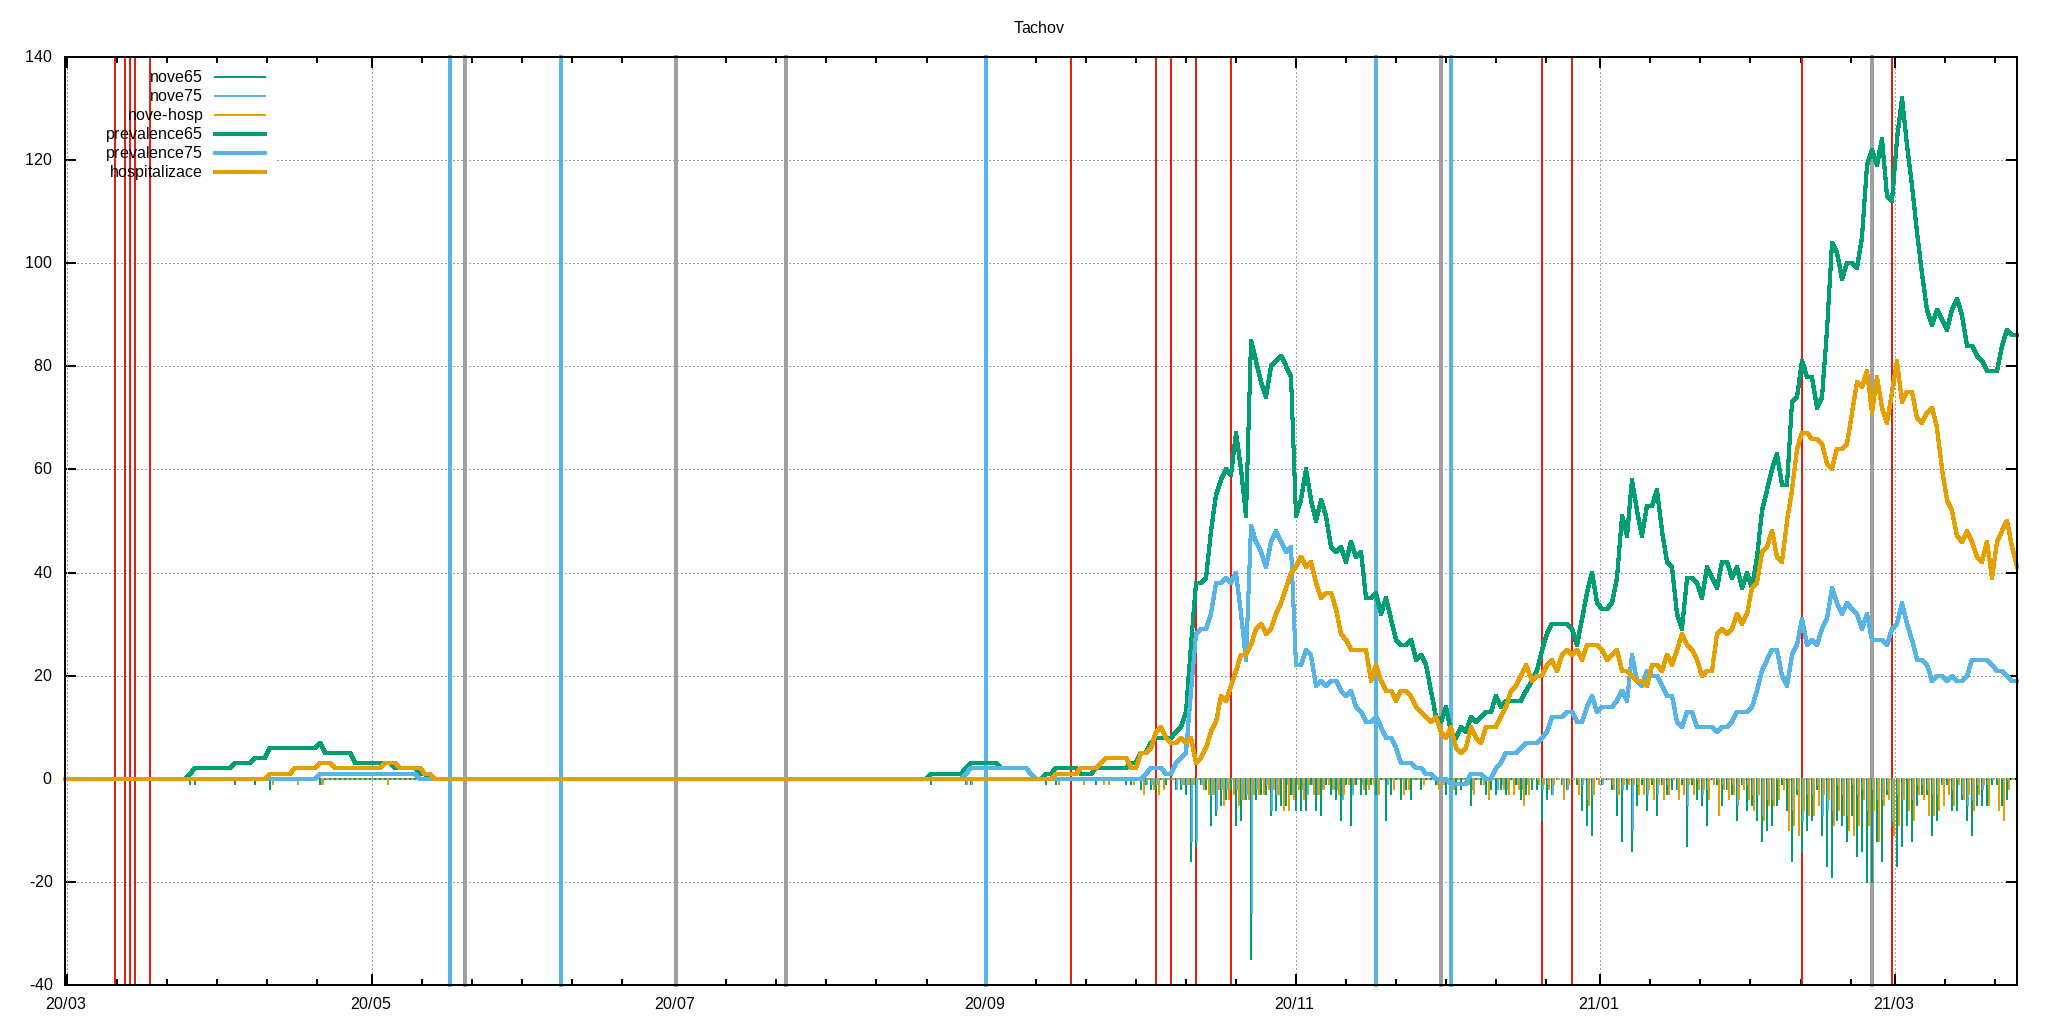 Tachov
140
120
100
80
60
40
20
0
-20
-40
nove65
nove75
nove-hosp
prevalence65
prevalence75
hospitalizace
20/03 20/05 20/07 20/09 20/11 21/01 21/03